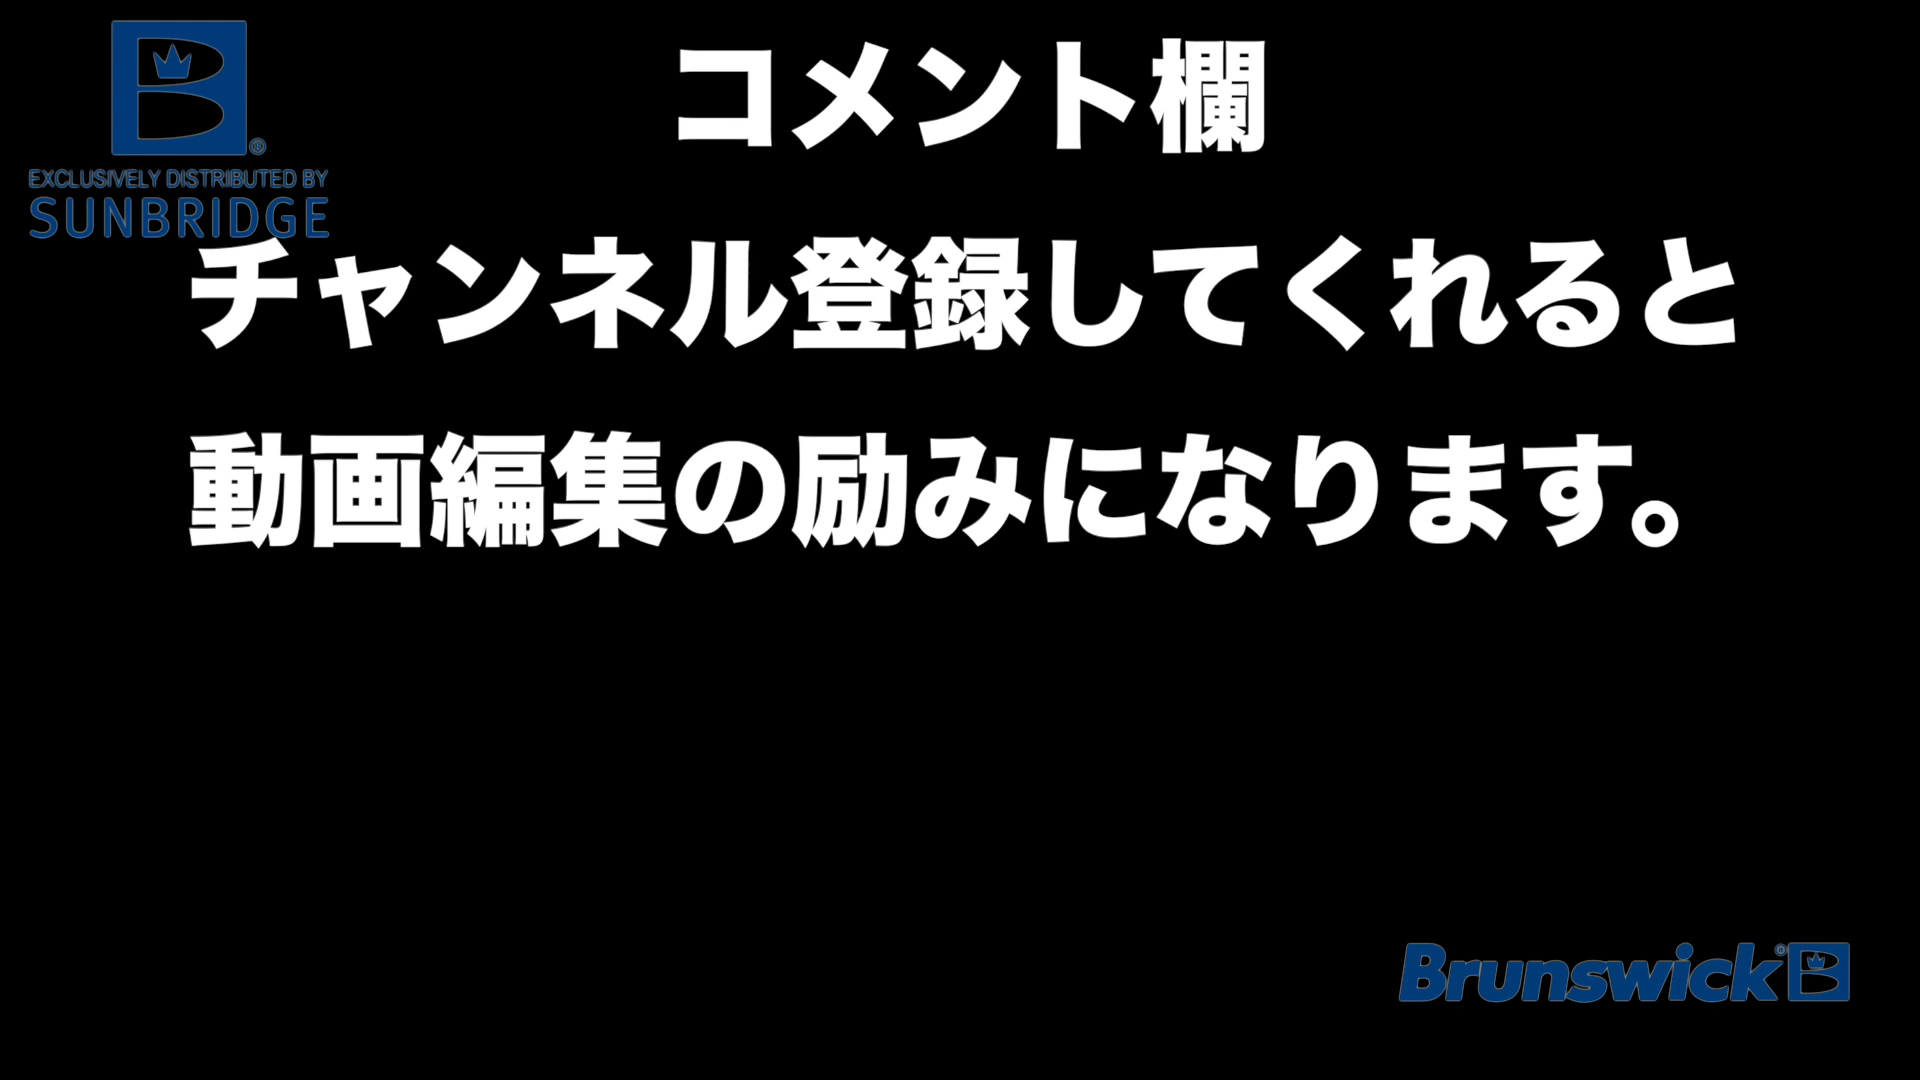 B
EXCLUSIVELY DISTRIBUTED BY
SUNBRIDGE
コメント欄
チャンネル登録してくれると
動画編集の励みになります。
Brunswick® B